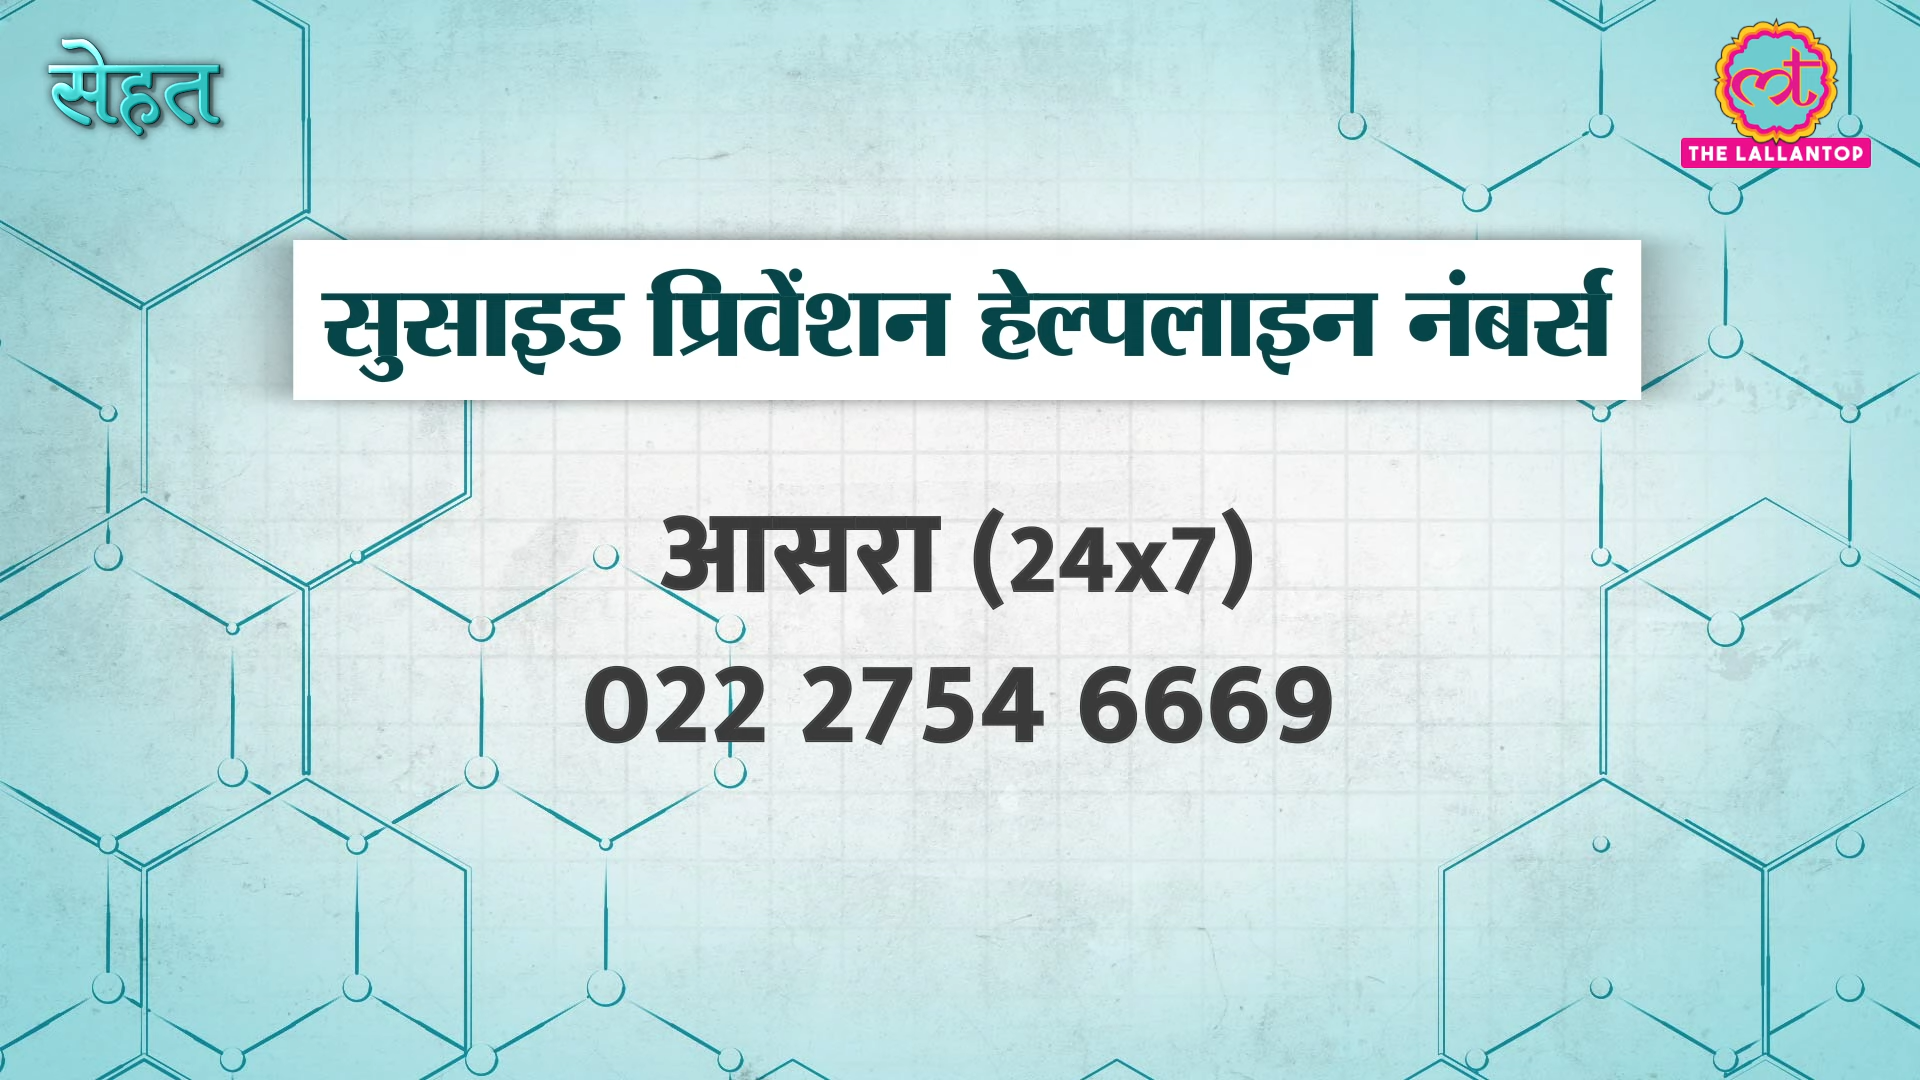 सेहत
THE LALLANTOP
सुसाइड प्रिवेंशन हेल्पलाइन नंबर्स
आसरा (24x7)
022 2754 6669